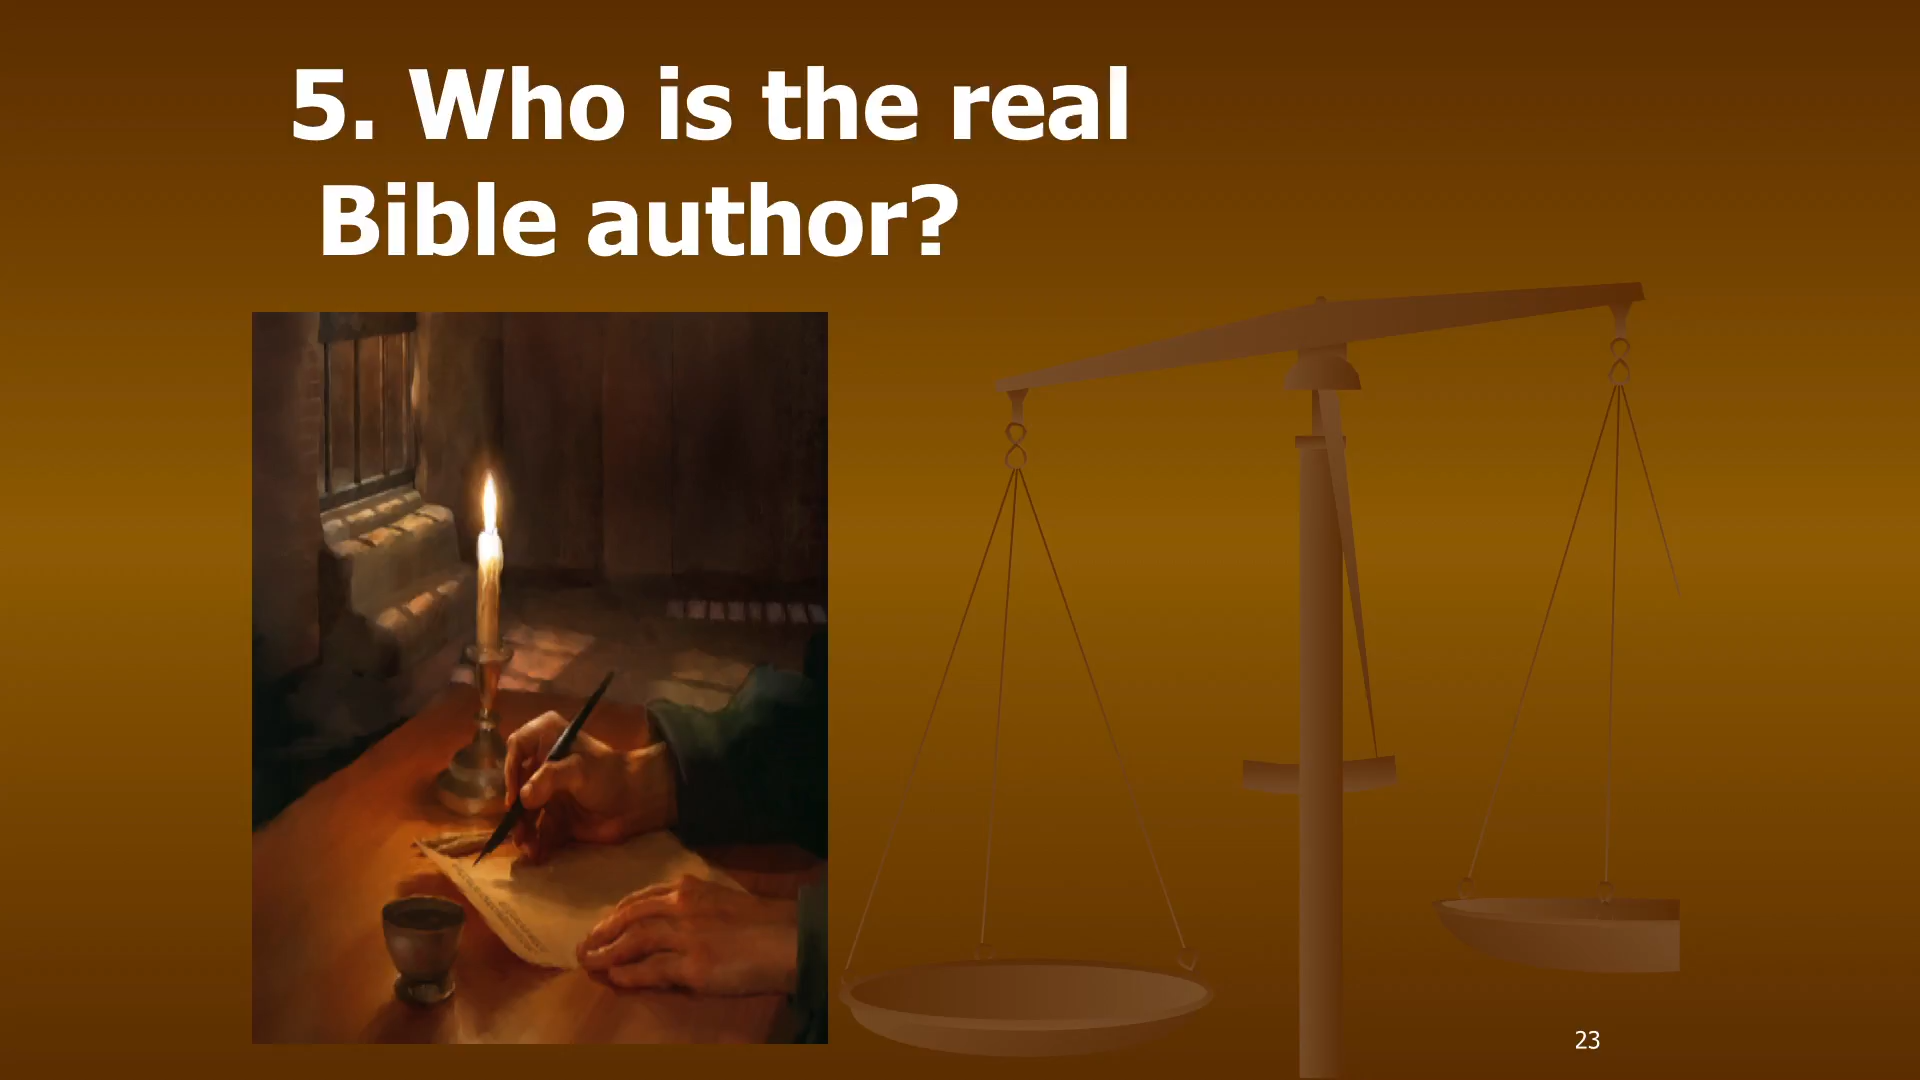 5. Who is the real
Bible author?
23